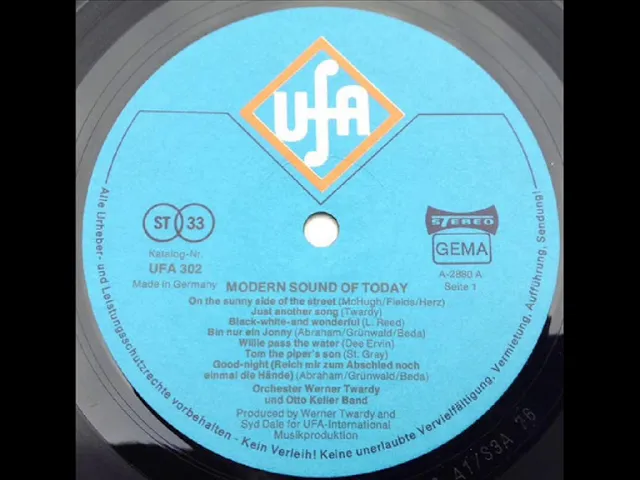 UFA
ST 33
STEREO
GEMA
Katalog-Nr.
UFA 302
Made in Germany
A-2880 A
Seite 1
MODERN SOUND OF TODAY
On the sunny side of the street (McHugh/Fields/Herz)
Just another song (Twardy)
Black-white-and wonderful (L. Reed)
Bin nur ein Jonny (Abraham/Grünwald/Beda)
Willie pass the water (Dee Ervin)
Tom the piper's son (St. Gray)
Good-night (Reich mir zum Abschied noch
einmal die Hände) (Abraham/Grünwald/Beda)
Orchester Werner Twardy
und Otto Keller Band
Produced by Werner Twardy and
Syd Dale for UFA-International
Musikproduktion
Alle Urheber- und Leistungsschutzrechte vorbehalten - Kein Verleih! Keine unerlaubte Vervielfältigung, Vermietung, Aufführung, Sendung!
A1/S3A 76